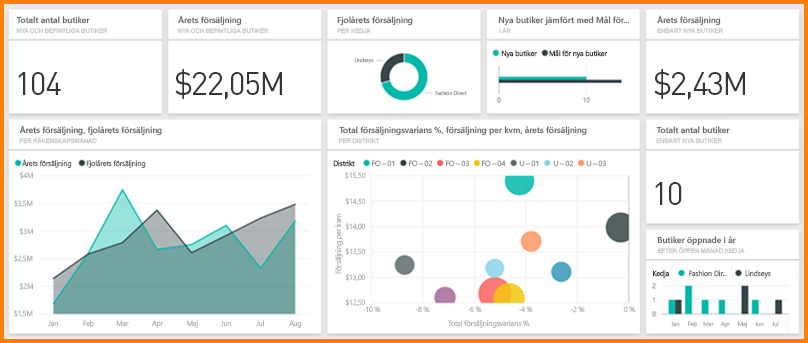 Totalt antal butiker
NYA OCH BEFINTLIGA BUTIKER
104
Årets försäljning
NYA OCH BEFINTLIGA BUTIKER
$22,05M
Fjolårets försäljning
PER KEDJA
Lindseys
Fashion Direct
Nya butiker jämfört med Mål för...
I ÅR
Nya butiker Mål för nya butiker
0 10
Årets försäljning
ENBART NYA BUTIKER
$2,43M
Årets försäljning, fjolårets försäljning
PER RÄKENSKAPSMÅNAD
Årets försäljning Fjolårets försäljning
$4M
$3,5M
$3M
$2,5M
$2M
$1,5M
Jan Feb Mar Apr Maj Jun Jul Aug
Total försäljningsvarians %, försäljning per kvm, årets försäljning
PER DISTRIKT
Distrikt FO – 01 FO – 02 FO – 03 FO – 04 U – 01 U – 02 U – 03
Försäljning per kvm
$15,50
$14,50
$13,50
$13,00
$12,50
-10 % -8 % -6 % -4 % -2 % 0 %
Total försäljningsvarians %
Totalt antal butiker
ENBART NYA BUTIKER
10
Butiker öppnade i år
EFTER ÖPPEN MÅNAD KEDJA
Kedja Fashion Dir... Lindseys
2
1
0
Jan Feb Mar Apr Maj Jun Jul